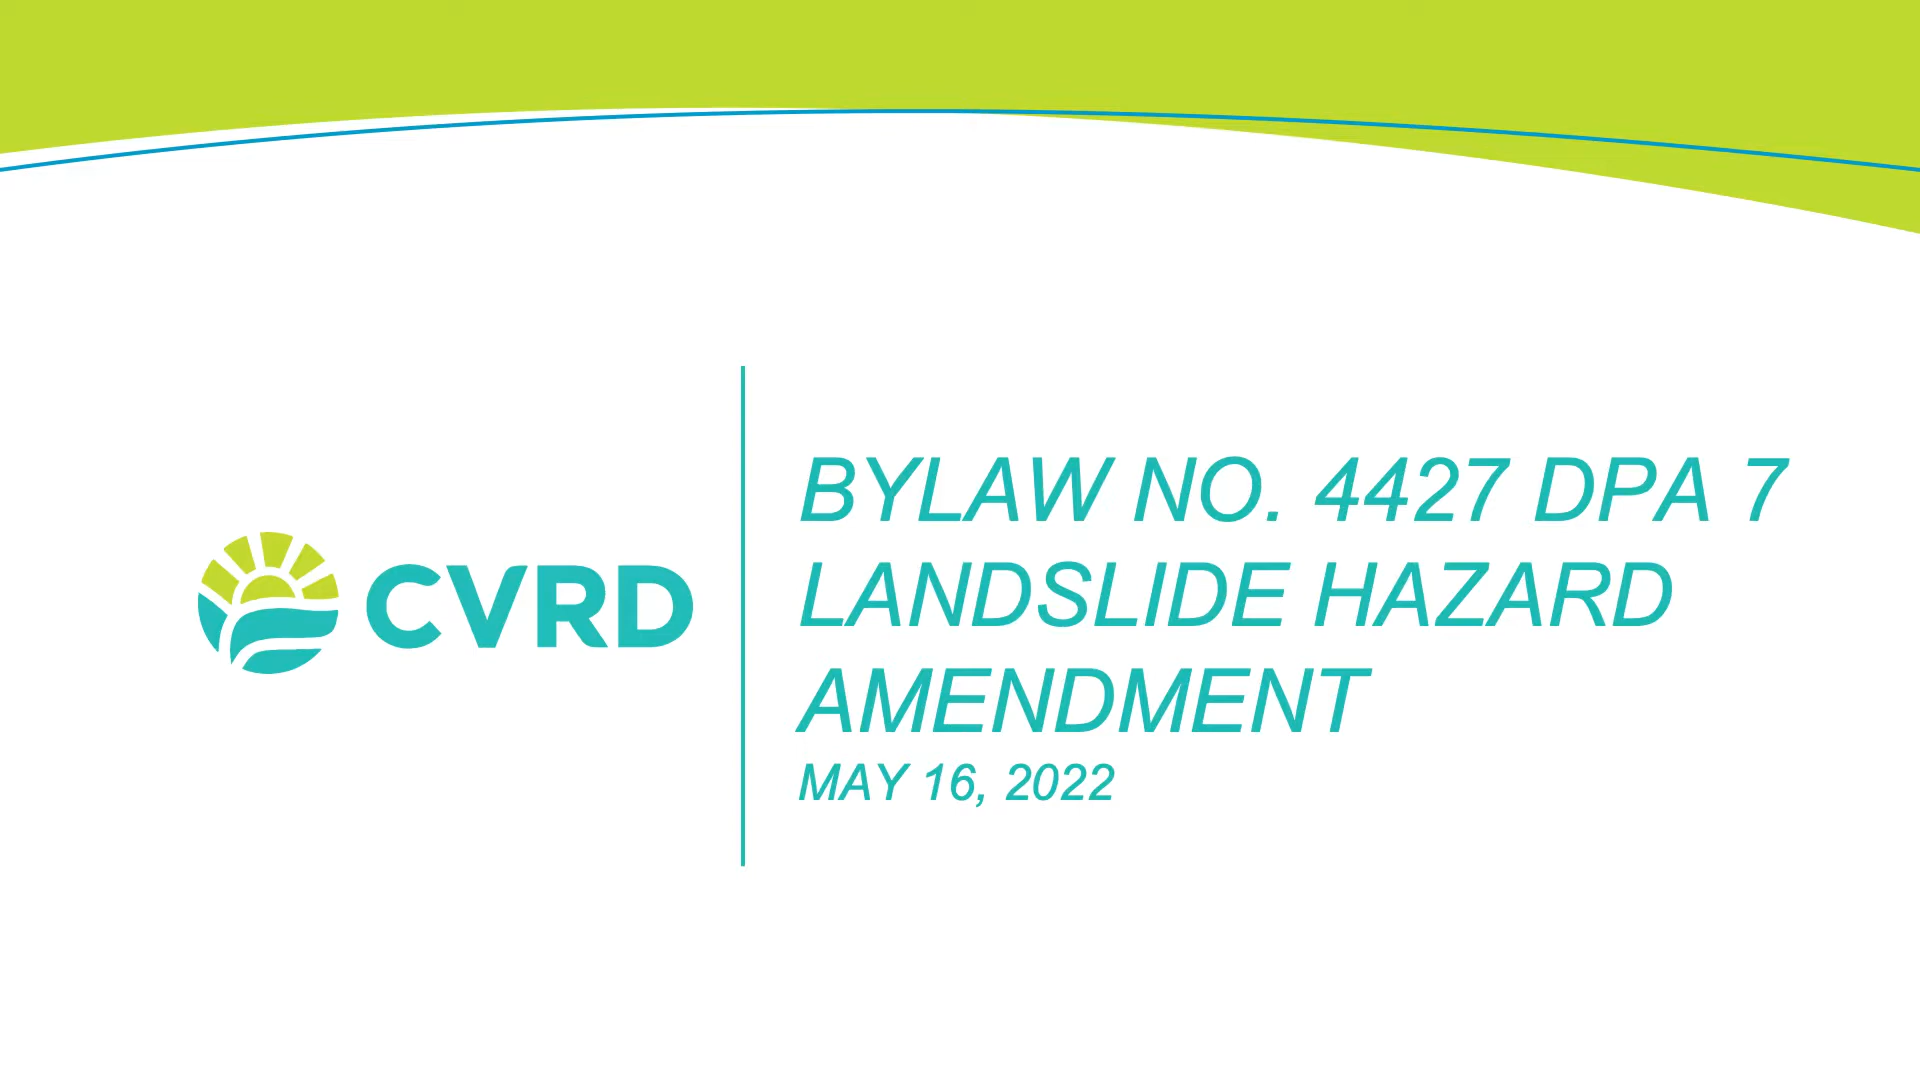 CVRD
BYLAW NO. 4427 DPA 7
LANDSLIDE HAZARD
AMENDMENT
MAY 16, 2022